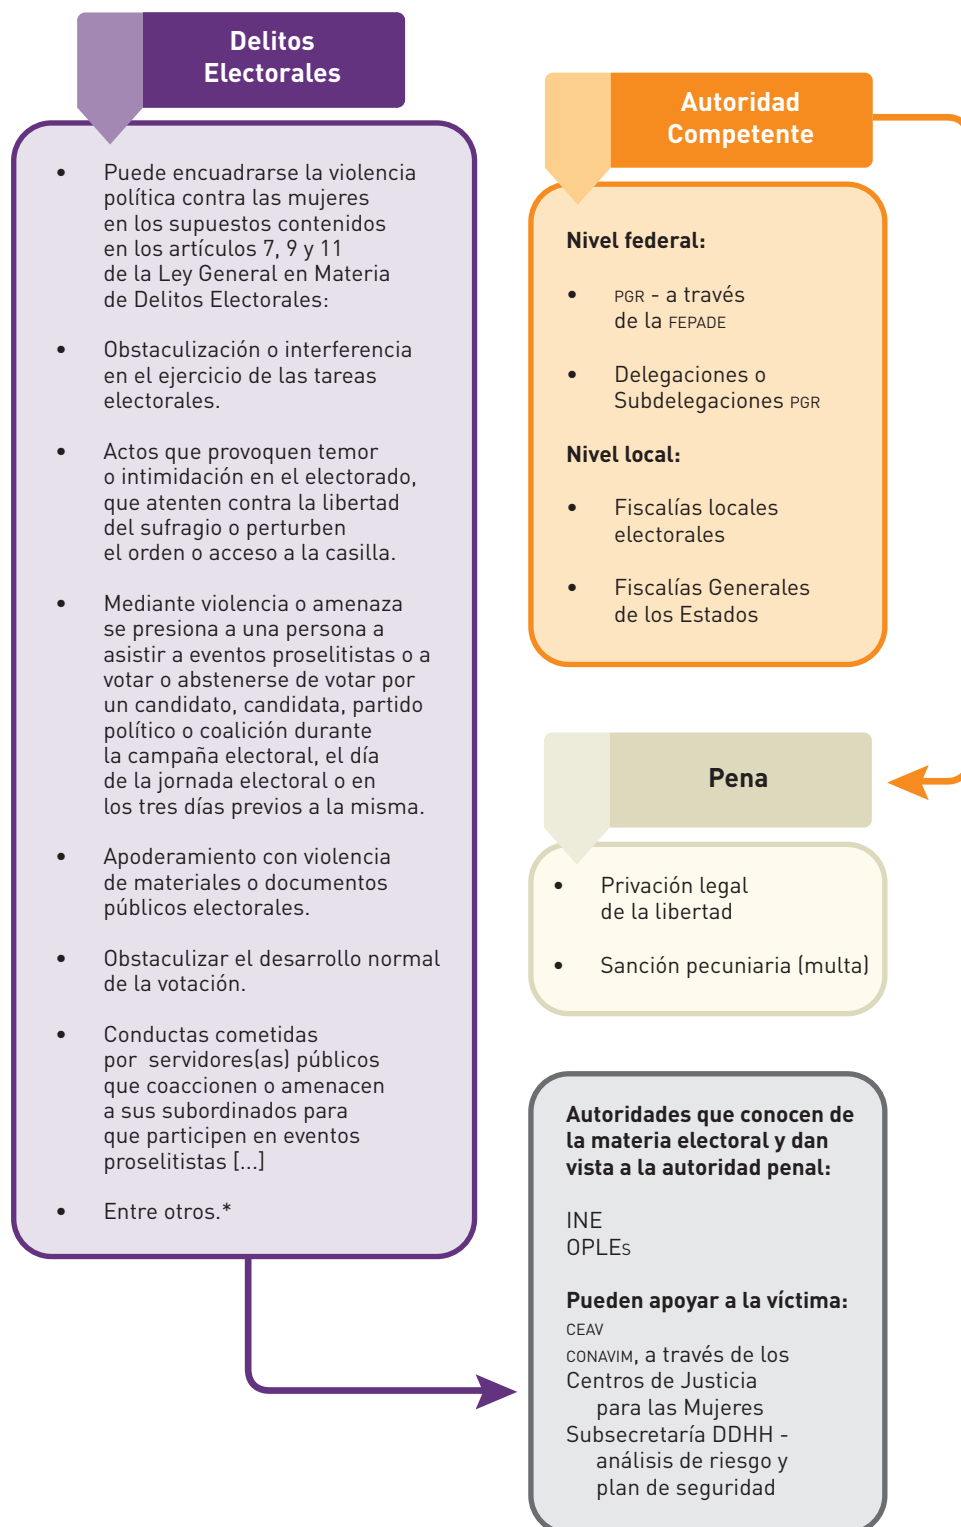 Delitos
Electorales
• Puede encuadrarse la violencia
política contra las mujeres
en los supuestos contenidos
en los artículos 7, 9 y 11
de la Ley General en Materia
de Delitos Electorales:
• Obstaculización o interferencia
en el ejercicio de las tareas
electorales.
• Actos que provoquen temor
o intimidación en el electorado,
que atenten contra la libertad
del sufragio o perturben
el orden o acceso a la casilla.
• Mediante violencia o amenaza
se presiona a una persona a
asistir a eventos proselitistas o a
votar o abstenerse de votar por
un candidato, candidata, partido
político o coalición durante
la campaña electoral, el día
de la jornada electoral o en
los tres días previos a la misma.
• Apoderamiento con violencia
de materiales o documentos
públicos electorales.
• Obstaculizar el desarrollo normal
de la votación.
• Conductas cometidas
por servidores(as) públicos
que coaccionen o amenacen
a sus subordinados para
que participen en eventos
proselitistas [...]
• Entre otros.*
Autoridad
Competente
Nivel federal:
• PGR - a través
de la FEPADE
• Delegaciones o
Subdelegaciones PGR
Nivel local:
• Fiscalías locales
electorales
• Fiscalías Generales
de los Estados
Pena
• Privación legal
de la libertad
• Sanción pecuniaria (multa)
Autoridades que conocen de
la materia electoral y dan
vista a la autoridad penal:
INE
OPLEs
Pueden apoyar a la víctima:
CEAV
CONAVIM, a través de los
Centros de Justicia
para las Mujeres
Subsecretaría DDHH -
análisis de riesgo y
plan de seguridad